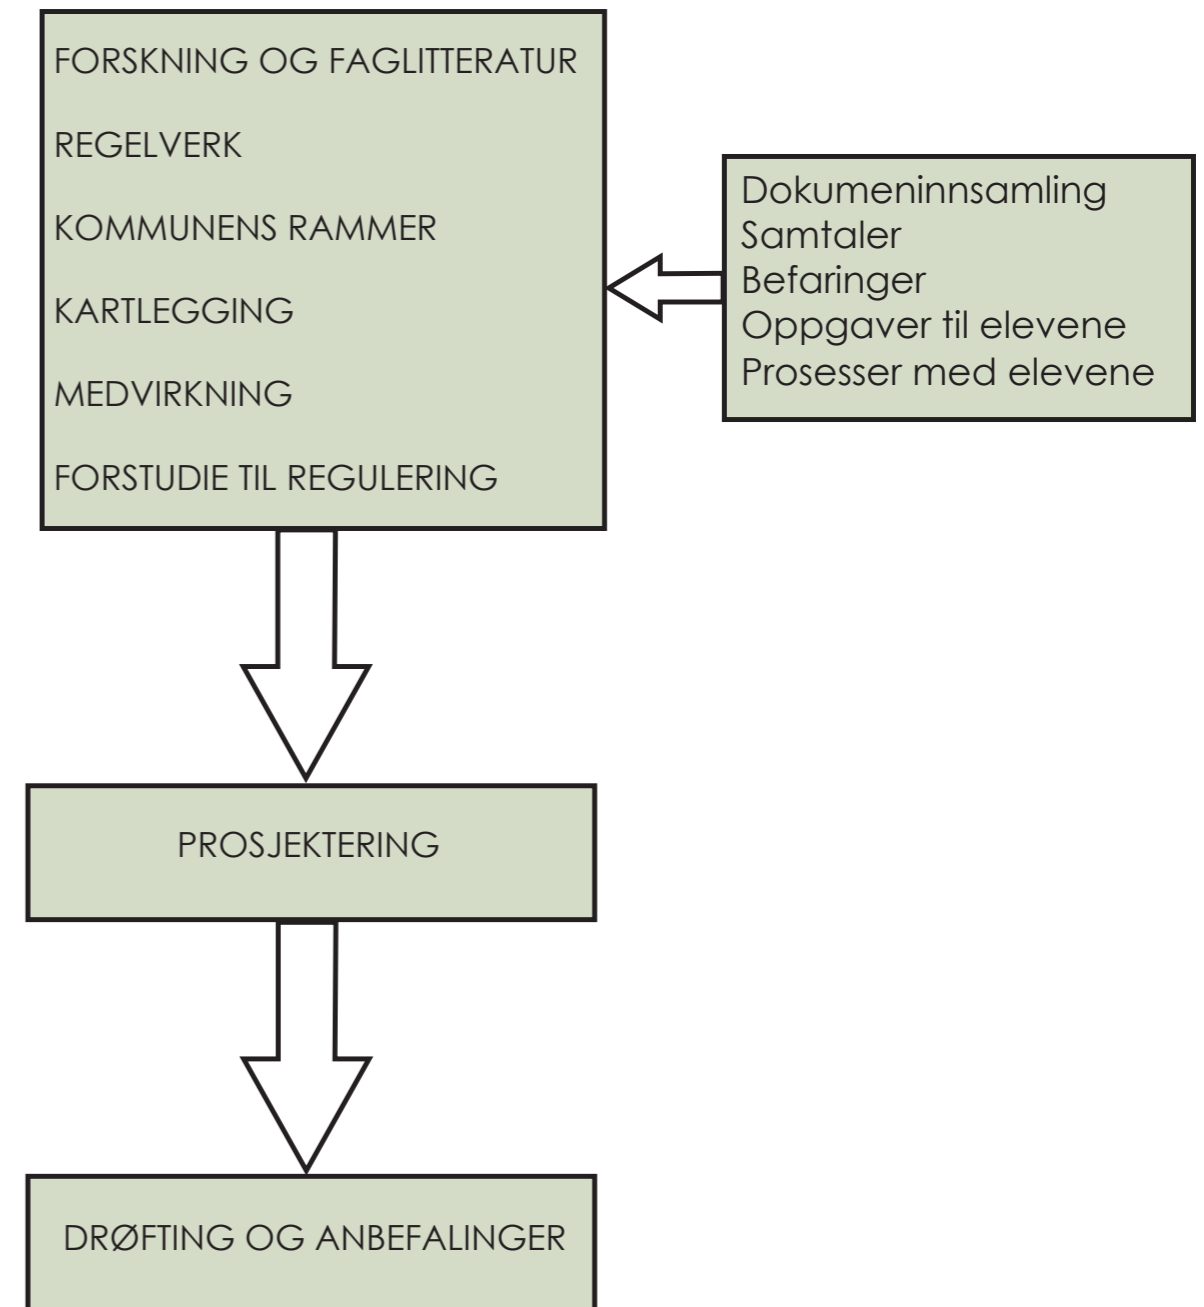 FORSKNING OG FAGLITTERATUR
REGELVERK
KOMMUNENS RAMMER
KARTLEGGING
MEDVIRKNING
FORSTUDIE TIL REGULERING
Dokumeninnsamling
Samtaler
Befaringer
Oppgaver til elevene
Prosesser med elevene
PROSJEKTERING
DRØFTING OG ANBEFALINGER